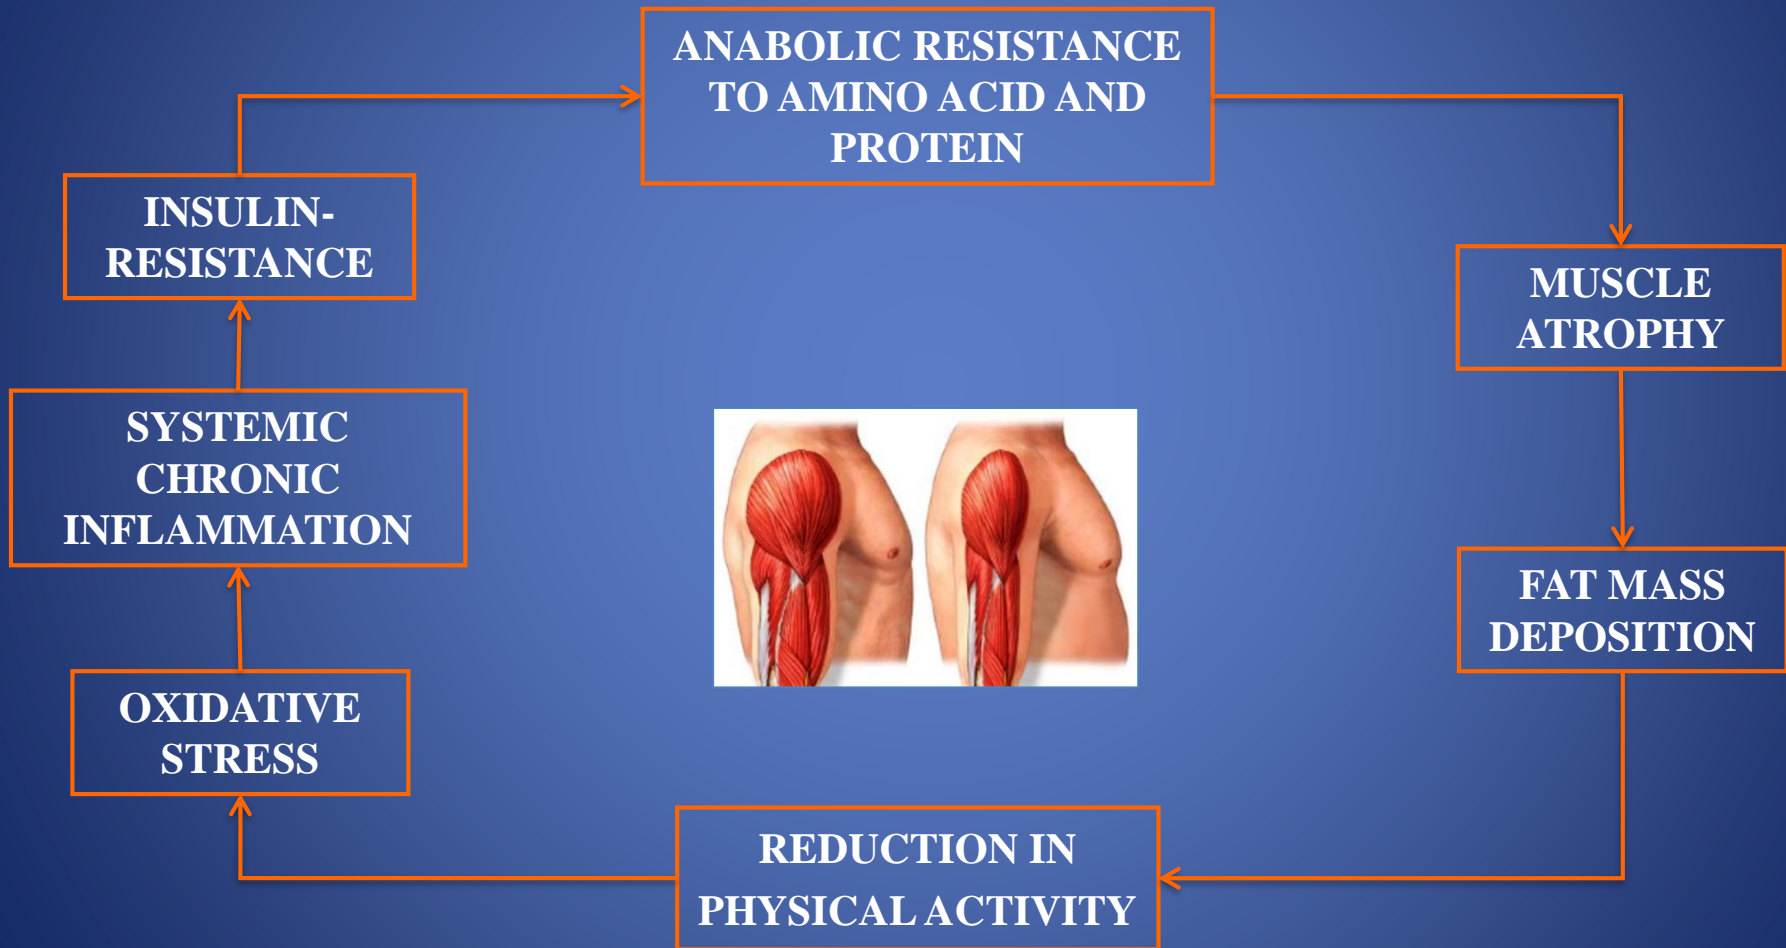 ANABOLIC RESISTANCE
TO AMINO ACID AND
PROTEIN
INSULIN-
RESISTANCE
MUSCLE
ATROPHY
SYSTEMIC
CHRONIC
INFLAMMATION
FAT MASS
DEPOSITION
OXIDATIVE
STRESS
REDUCTION IN
PHYSICAL ACTIVITY